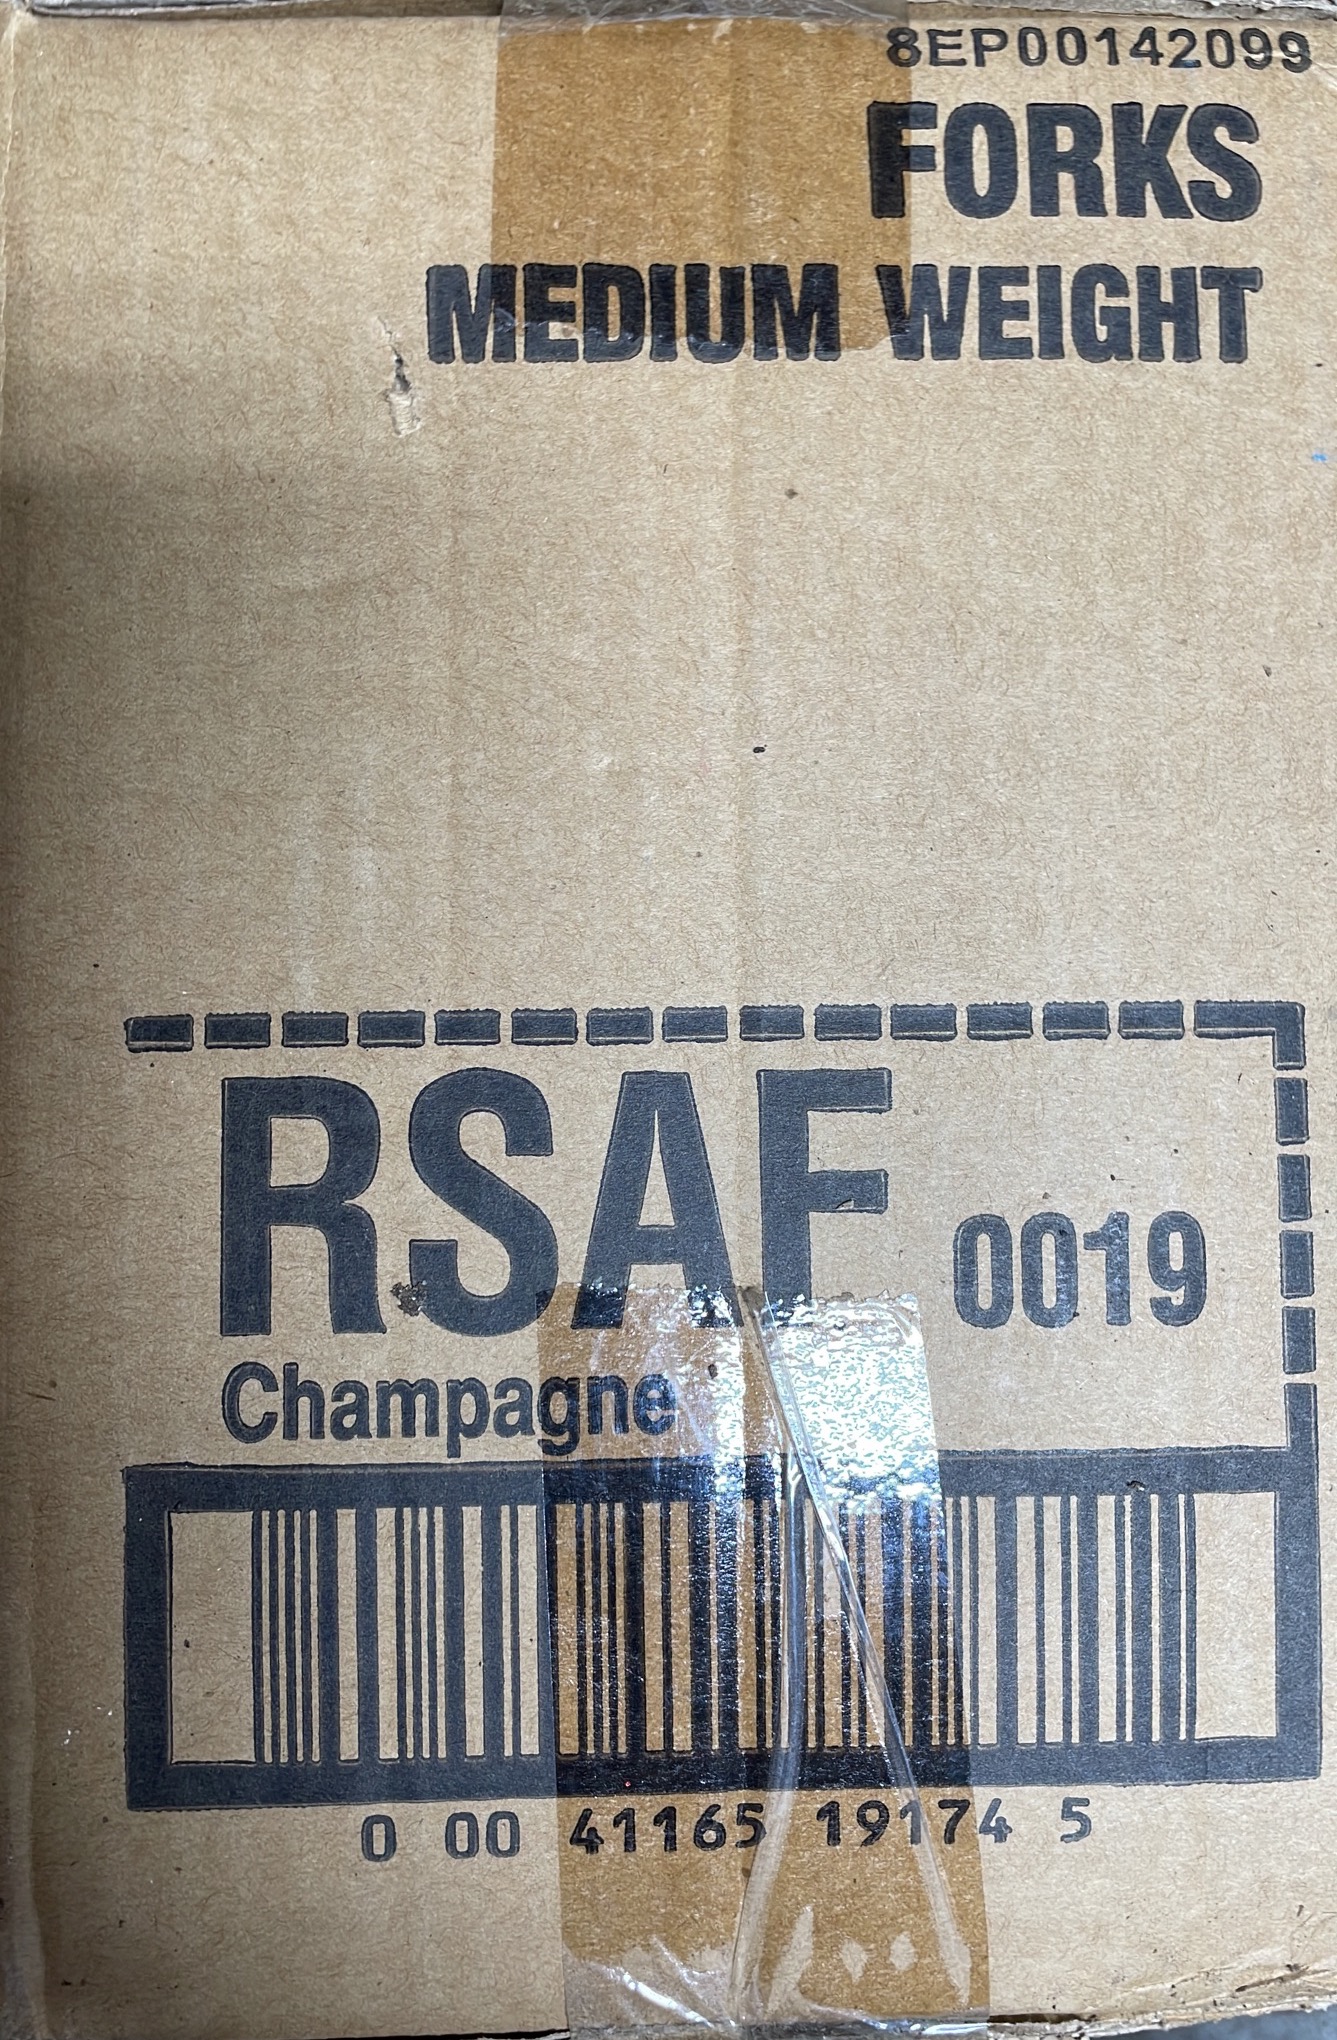 8EP00142099
FORKS
MEDIUM WEIGHT
RSAF 0019
Champagne
0 00 41165 19174 5